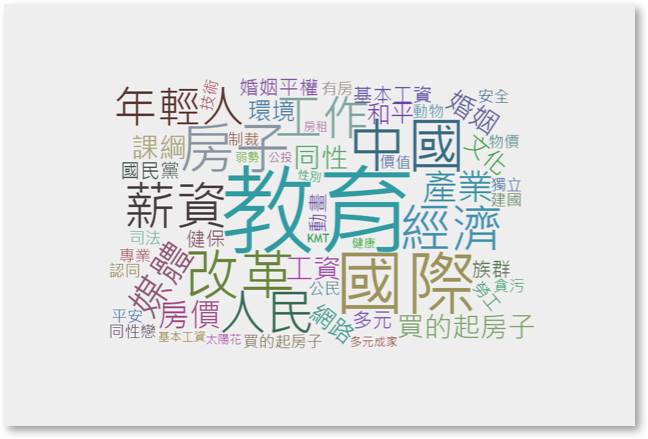 婚姻平權
有房
基本工資
安全
年輕人
技術
環境
工作
和平
動物
婚姻
房租
課綱
房子
制裁
中國
物價
文化
弱勢
公投
同性
價值
國民黨
教育
性別
產業
獨立
建國
薪資
動畫
經濟
司法
健保
KMT
健康
專業
認同
媒體
改革
工資
國際
族群
勞工
貪污
公民
平安
房價
人民
網路
多元
買的起房子
同性戀
基本工資
太陽花
買的起房子
多元成家